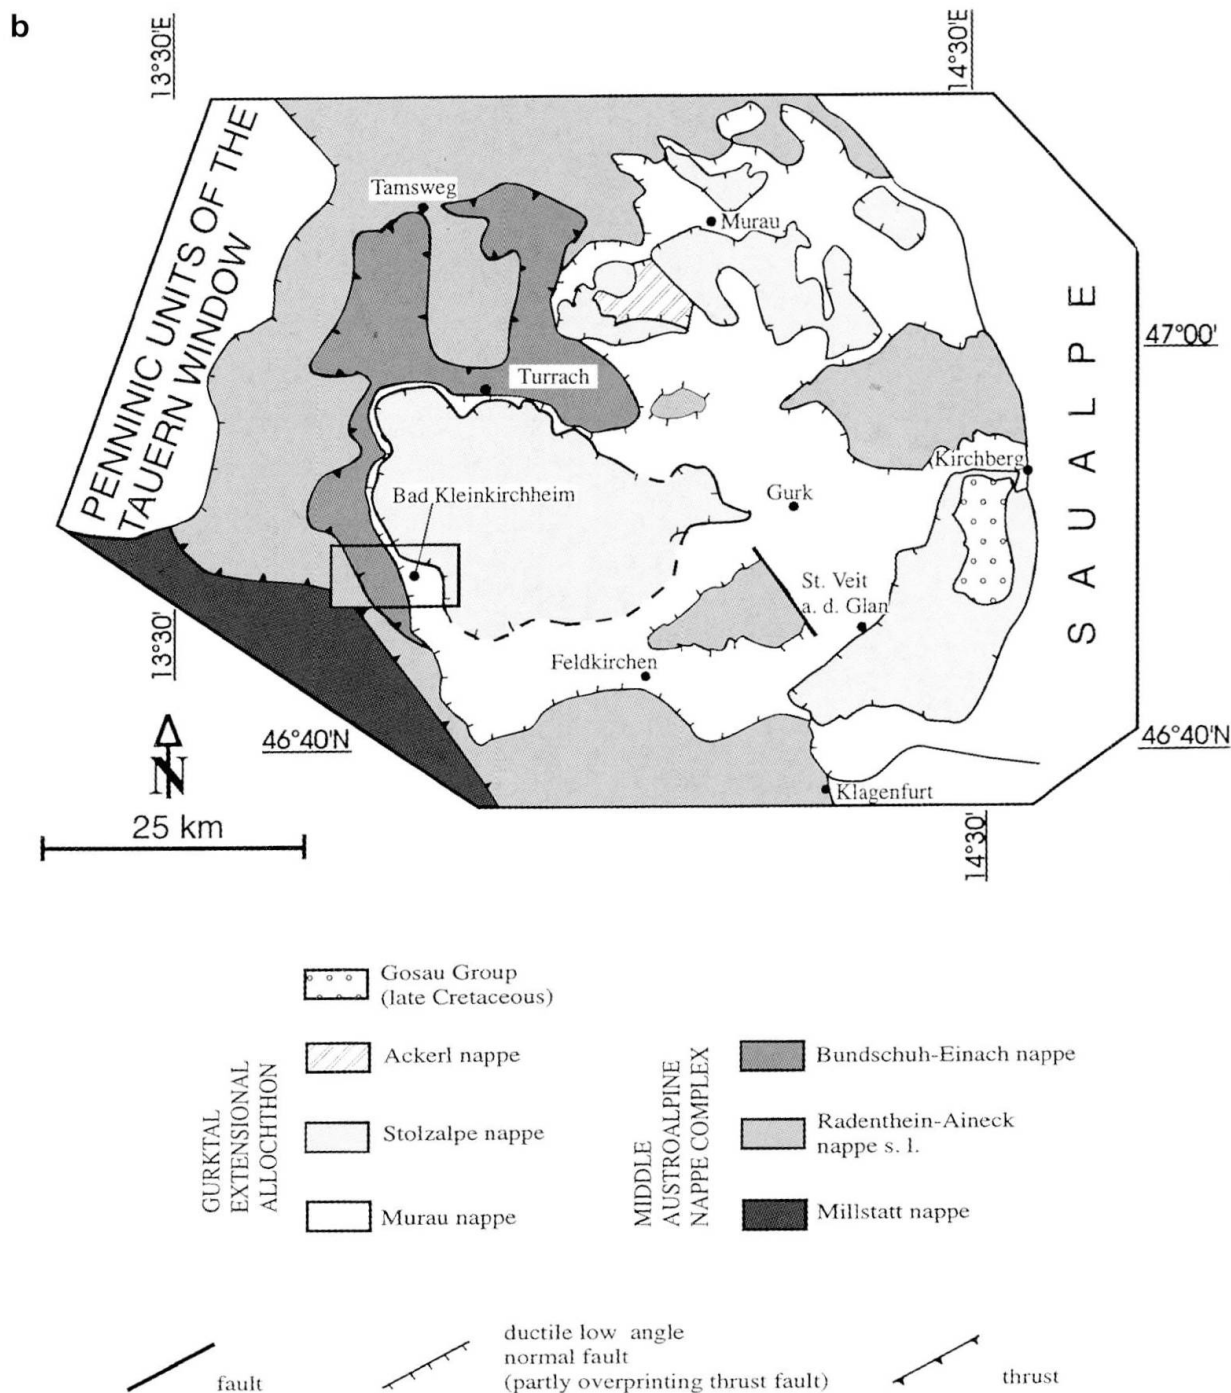 b
13°30'E
14°30'E
PENNINIC UNITS OF THE
TAUERN WINDOW
Tamsweg
Murau
SAUALPE
47°00'
Turrach
Kirchberg
Bad Kleinkirchheim
Gurk
St. Veit
a. d. Glan
13°30'
Feldkirchen
46°40'N
46°40'N
N
Klagenfurt
25 km
14°30'
GURKTAL
EXTENSIONAL
ALLOCHTHON
Gosau Group
(late Cretaceous)
Ackerl nappe
Stolzalpe nappe
Murau nappe
MIDDLE
AUSTROALPINE
NAPPE COMPLEX
Bundschuh-Einach nappe
Radenthein-Aineck
nappe s. l.
Millstatt nappe
fault
ductile low angle
normal fault
(partly overprinting thrust fault)
thrust